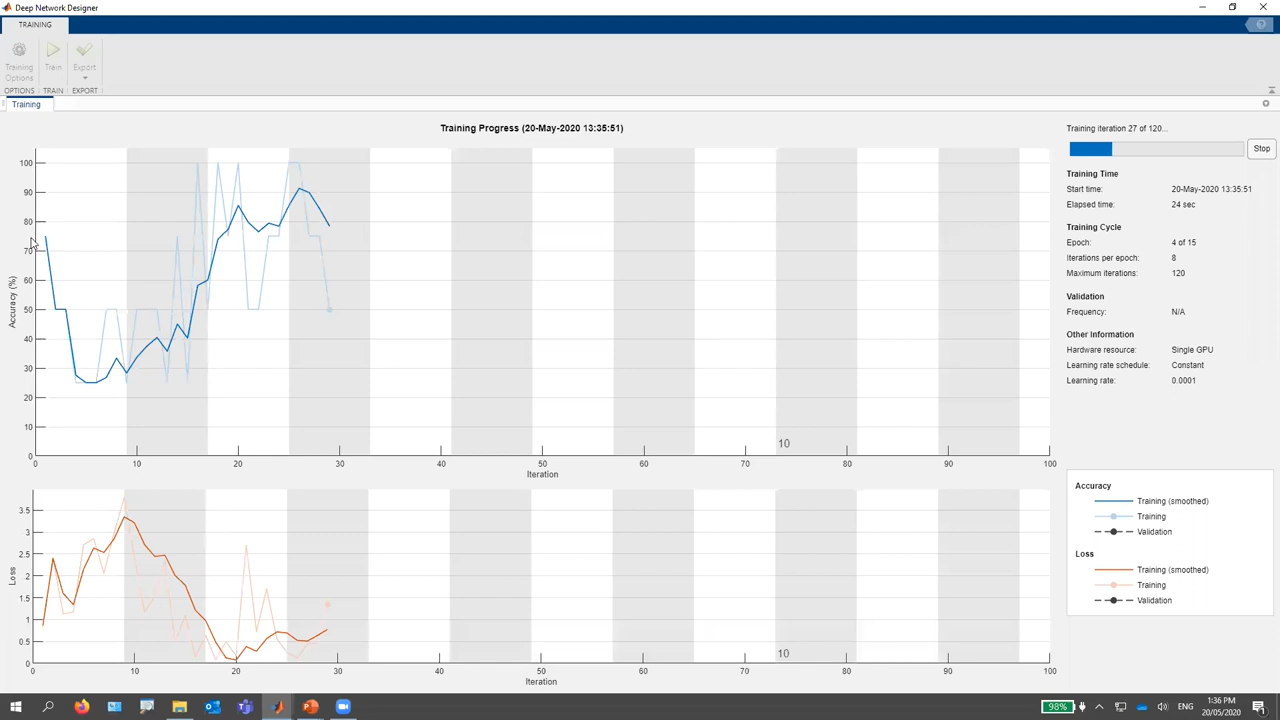 Deep Network Designer
TRAINING
Training Options
Train
Export
OPTIONS
TRAIN
EXPORT
Training
Training Progress (20-May-2020 13:35:51)
Accuracy (%)
100
90
80
70
60
50
40
30
20
10
0
10
0 10 20 30 40 50 60 70 80 90 100
Iteration
Loss
3.5
3
2.5
2
1.5
1
0.5
0
10
0 10 20 30 40 50 60 70 80 90 100
Iteration
Training iteration 27 of 120...
Stop
Training Time
Start time: 20-May-2020 13:35:51
Elapsed time: 24 sec
Training Cycle
Epoch: 4 of 15
Iterations per epoch: 8
Maximum iterations: 120
Validation
Frequency: N/A
Other Information
Hardware resource: Single GPU
Learning rate schedule: Constant
Learning rate: 0.0001
Accuracy
Training (smoothed)
Training
Validation
Loss
Training (smoothed)
Training
Validation
98%
ENG
1:36 PM
20/05/2020
1